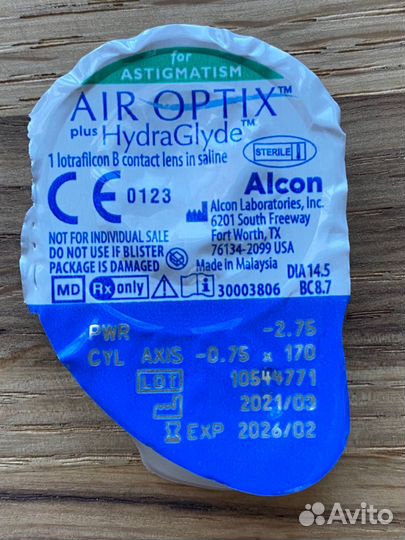 for
ASTIGMATISM
AIR OPTIX™
plus HydraGlyde™
1 lotrafilcon B contact lens in saline
STERILE
CE 0123
Alcon
Alcon Laboratories, Inc.
6201 South Freeway
Fort Worth, TX
76134-2099 USA
Made in Malaysia
NOT FOR INDIVIDUAL SALE
DO NOT USE IF BLISTER
PACKAGE IS DAMAGED
DIA 14.5
BC 8.7
MD Rx only 30003806
PWR -2.75
CYL AXIS -0.75 x 170
LOT 10544771
2021/03
EXP 2026/02
Avito